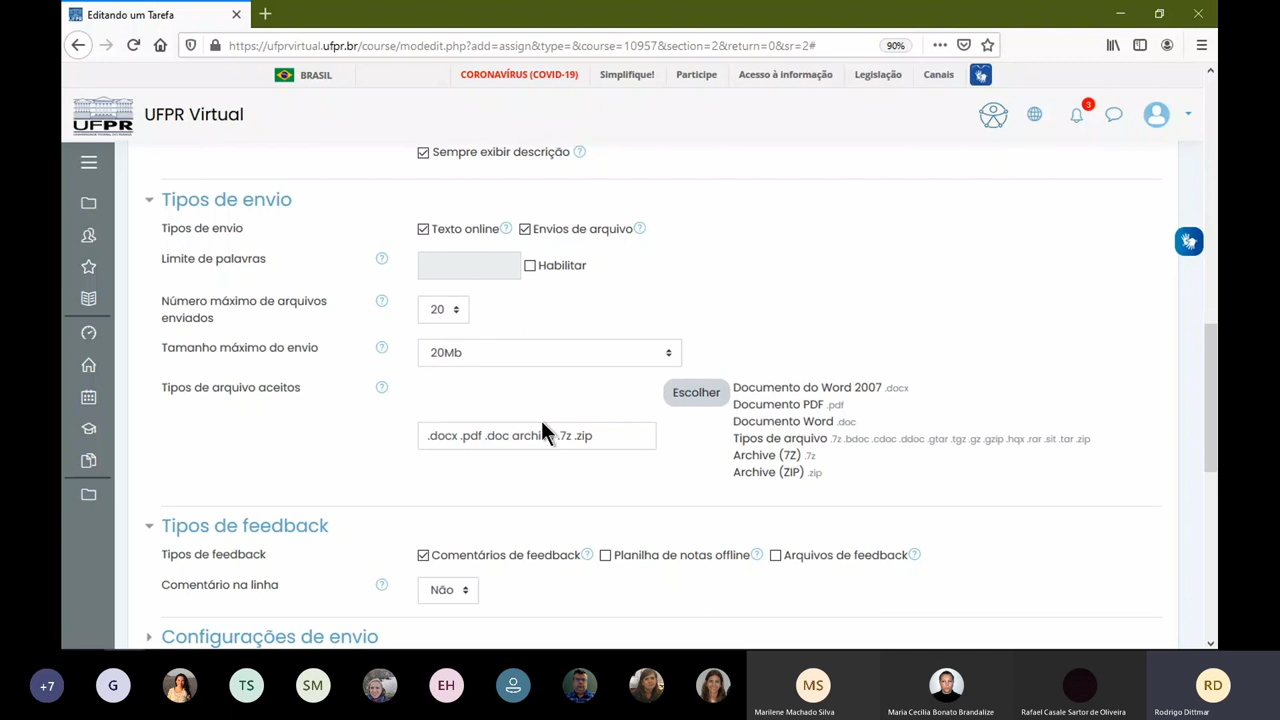 Editando um Tarefa
https://ufprvirtual.ufpr.br/course/modedit.php?add=assign&type=&course=10957&section=2&return=0&sr=2#
90%
BRASIL
CORONAVÍRUS (COVID-19)
Simplifique!
Participe
Acesso à informação
Legislação
Canais
UFPR
UFPR Virtual
3
Sempre exibir descrição
Tipos de envio
Tipos de envio
Texto online
Envios de arquivo
Limite de palavras
Habilitar
Número máximo de arquivos
enviados
20
Tamanho máximo do envio
20Mb
Tipos de arquivo aceitos
Escolher
Documento do Word 2007 .docx
Documento PDF .pdf
Documento Word .doc
.docx .pdf .doc .7z .zip
Tipos de arquivo .7z .bdoc .cdoc .ddoc .gtar .tgz .gz .gzip .hqx .rar .sit .tar .zip
Archive (7Z) .7z
Archive (ZIP) .zip
Tipos de feedback
Tipos de feedback
Comentários de feedback
Planilha de notas offline
Arquivos de feedback
Comentário na linha
Não
Configurações de envio
+7
G
TS
SM
EH
MS
RD
Marilene Machado Silva
Maria Cecilia Bonato Brandalize
Rafael Casale Sartor de Oliveira
Rodrigo Dittmar